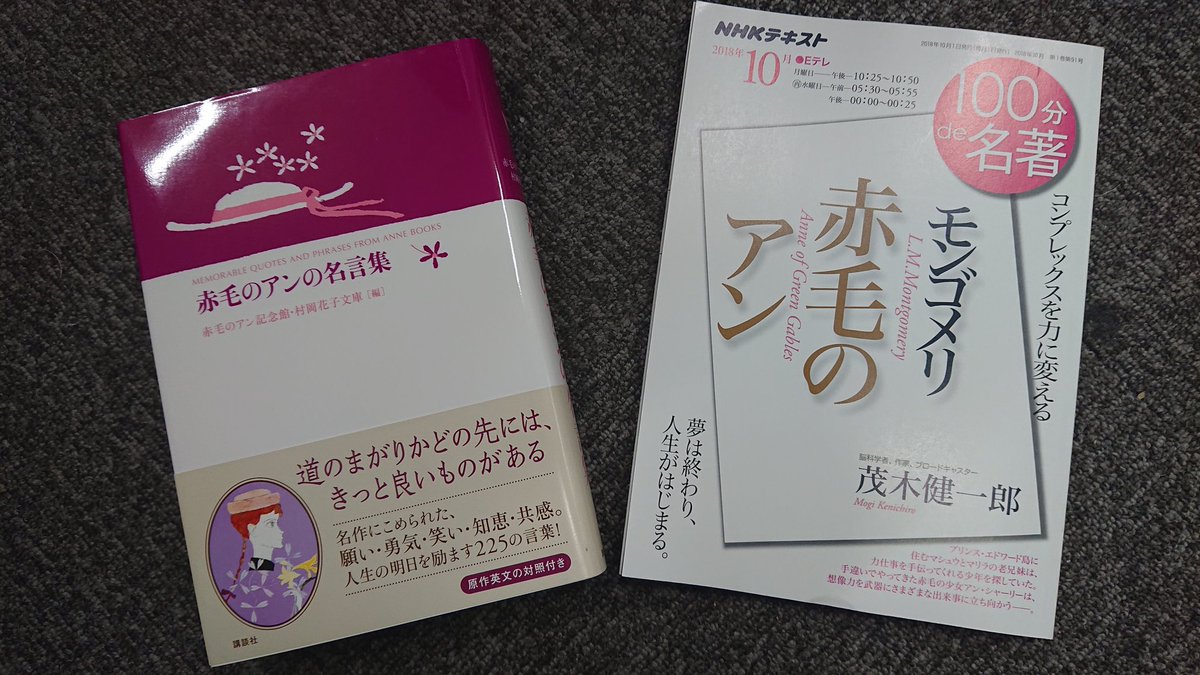 MEMORABLE QUOTES AND PHRASES FROM ANNE BOOKS
赤毛のアンの名言集
赤毛のアン記念館・村岡花子文庫［編］
道のまがりかどの先には、
きっと良いものがある
名作にこめられた、
願い・勇気・笑い・知恵・共感。
人生の明日を励ます225の言葉!
原作英文の対照付き
講談社
NHKテキスト
2018年
10月
●Eテレ
月曜日——午後—10:25〜10:50
水曜日—午前—05:30〜05:55
午後—00:00〜00:25
100分
de名著
コンプレックスを力に変える
モンゴメリ
L.M.Montgomery
赤毛の
Anne of Green Gables
アン
脳科学者、作家、ブロードキャスター
茂木健一郎
Mogi Kenichiro
夢は終わり、
人生がはじまる。
プリンス・エドワード島に
住むマシュウとマリラの老兄妹は、
力仕事を手伝ってくれる少年を探していた。
手違いでやってきた赤毛の少女アン・シャーリーは、
想像力を武器にさまざまな出来事に立ち向かう——。